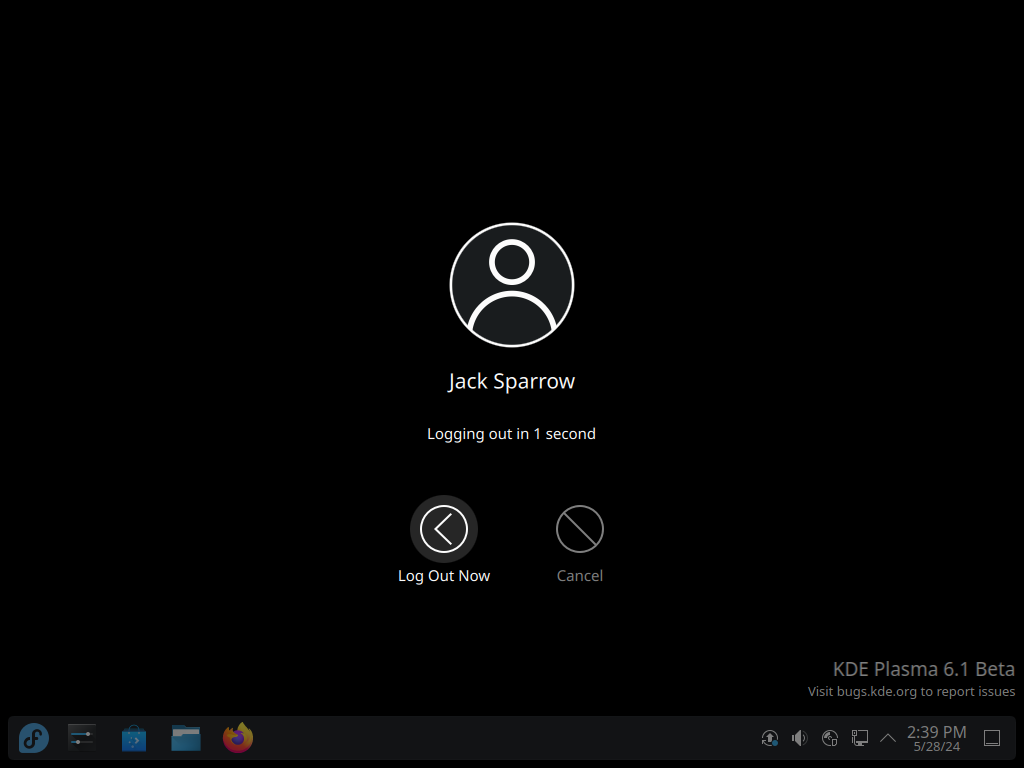 Jack Sparrow
Logging out in 1 second
Log Out Now
Cancel
KDE Plasma 6.1 Beta
Visit bugs.kde.org to report issues
2:39 PM
5/28/24